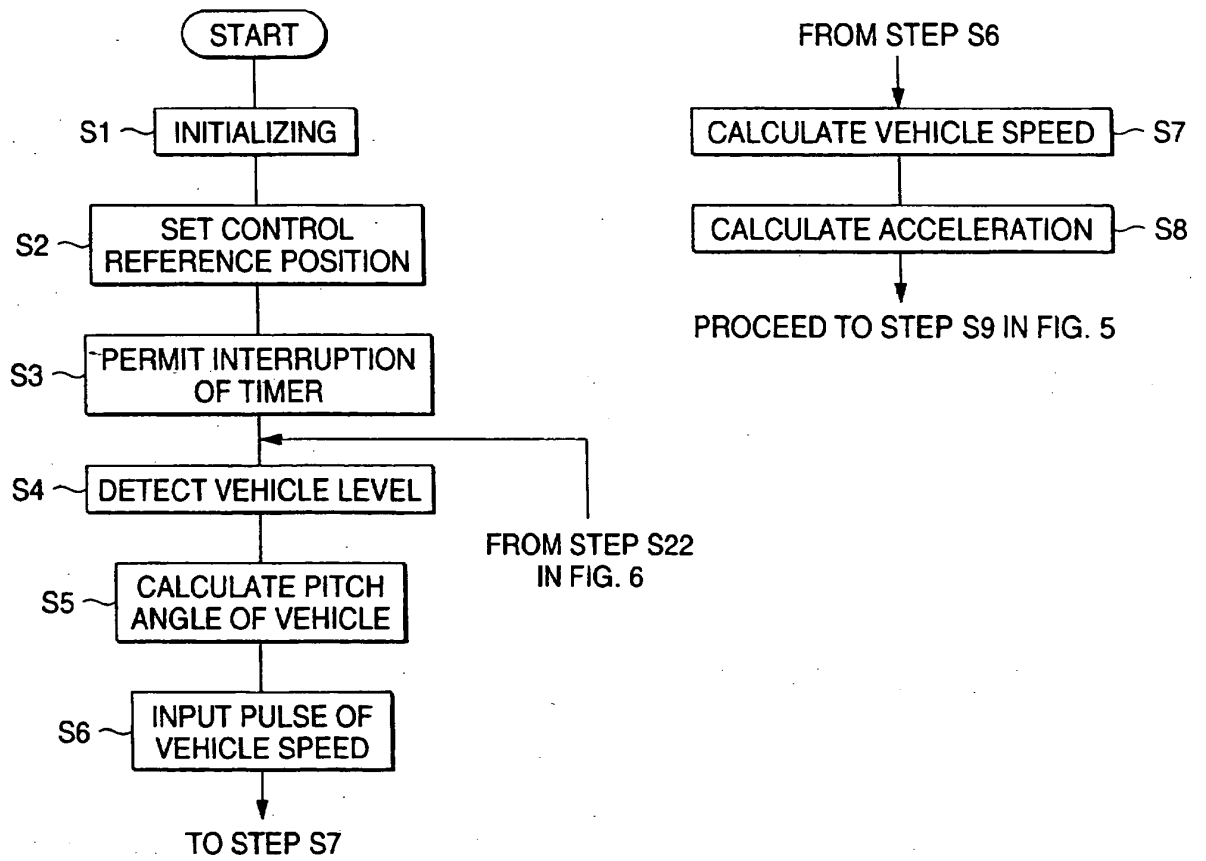 START
S1
INITIALIZING
S2
SET CONTROL
REFERENCE POSITION
S3
PERMIT INTERRUPTION
OF TIMER
S4
DETECT VEHICLE LEVEL
FROM STEP S22
IN FIG. 6
S5
CALCULATE PITCH
ANGLE OF VEHICLE
S6
INPUT PULSE OF
VEHICLE SPEED
TO STEP S7
FROM STEP S6
CALCULATE VEHICLE SPEED
S7
CALCULATE ACCELERATION
S8
PROCEED TO STEP S9 IN FIG. 5